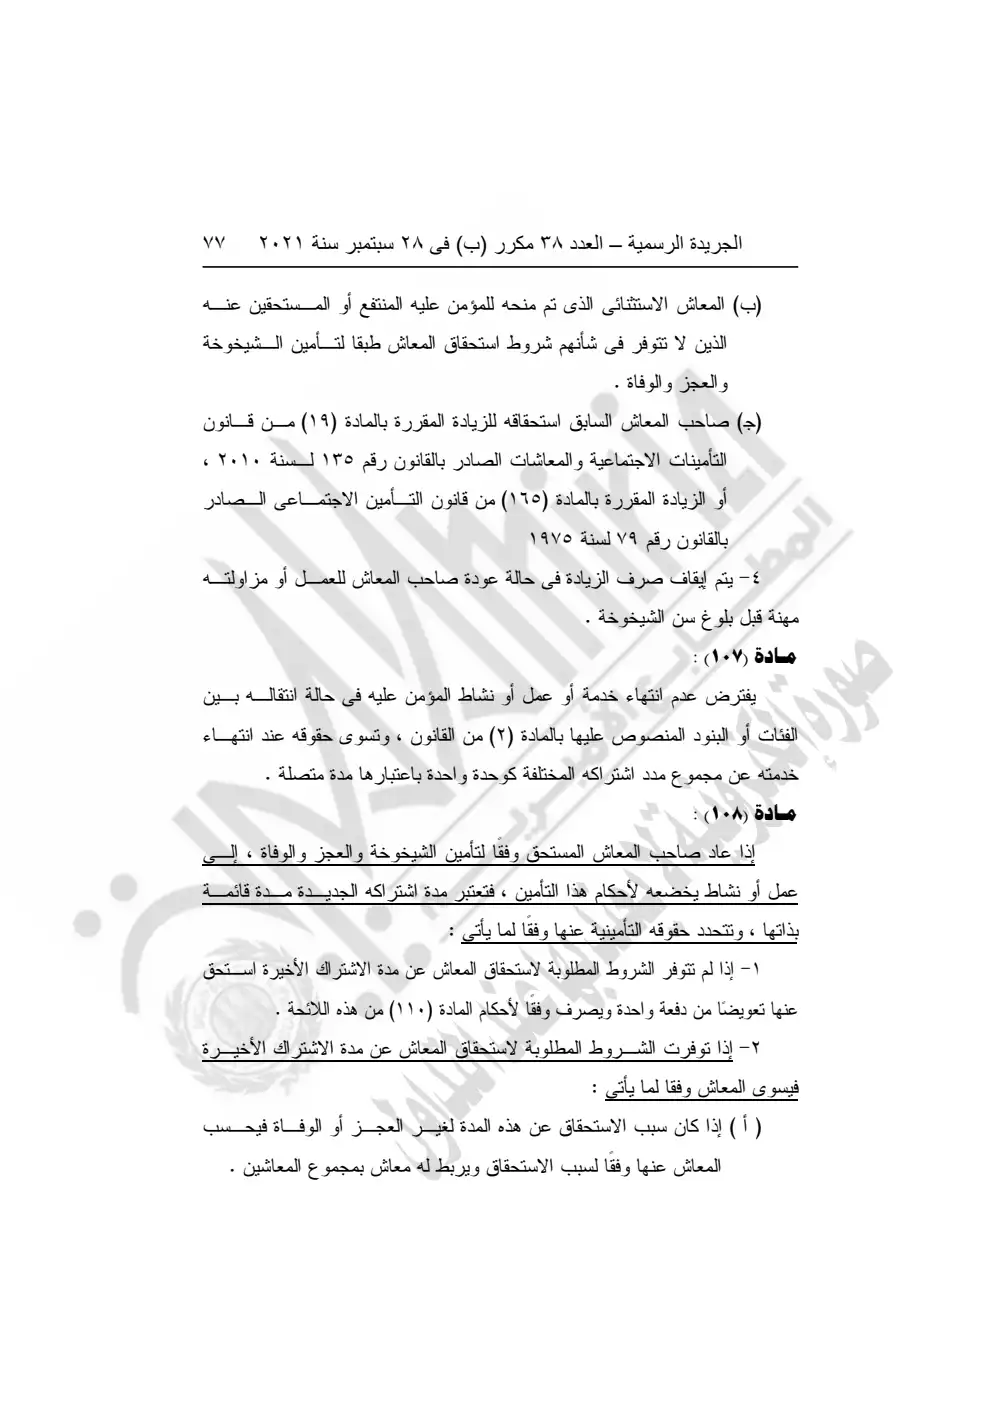 الجريدة الرسمية – العدد ٣٨ مكرر (ب) فى ٢٨ سبتمبر سنة ٢٠٢١ ٧٧
(ب) المعاش الاستثنائى الذى تم منحه للمؤمن عليه المنتفع أو المستحقين عنه
الذين لا تتوفر فى شأنهم شروط استحقاق المعاش طبقا لتأمين الشيخوخة
والعجز والوفاة .
(ج) صاحب المعاش السابق استحقاقه للزيادة المقررة بالمادة (١٩) من قانون
التأمينات الاجتماعية والمعاشات الصادر بالقانون رقم ١٣٥ لسنة ٢٠١٠ ،
أو الزيادة المقررة بالمادة (١٦٥) من قانون التأمين الاجتماعى الصادر
بالقانون رقم ٧٩ لسنة ١٩٧٥
٤- يتم إيقاف صرف الزيادة فى حالة عودة صاحب المعاش للعمل أو مزاولته
مهنة قبل بلوغ سن الشيخوخة .
مادة (١٠٧) :
يفترض عدم انتهاء خدمة أو عمل أو نشاط المؤمن عليه فى حالة انتقاله بين
الفئات أو البنود المنصوص عليها بالمادة (٢) من القانون ، وتسوى حقوقه عند انتهاء
خدمته عن مجموع مدد اشتراكه المختلفة كوحدة واحدة باعتبارها مدة متصلة .
مادة (١٠٨) :
إذا عاد صاحب المعاش المستحق وفقًا لتأمين الشيخوخة والعجز والوفاة ، إلى
عمل أو نشاط يخضعه لأحكام هذا التأمين ، فتعتبر مدة اشتراكه الجديدة مدة قائمة
بذاتها ، وتتحدد حقوقه التأمينية عنها وفقًا لما يأتى :
١- إذا لم تتوفر الشروط المطلوبة لاستحقاق المعاش عن مدة الاشتراك الأخيرة استحق
عنها تعويضًا من دفعة واحدة ويصرف وفقًا لأحكام المادة (١١٠) من هذه اللائحة .
٢- إذا توفرت الشروط المطلوبة لاستحقاق المعاش عن مدة الاشتراك الأخيرة
فيسوى المعاش وفقا لما يأتى :
( أ ) إذا كان سبب الاستحقاق عن هذه المدة لغير العجز أو الوفاة فيحسب
المعاش عنها وفقًا لسبب الاستحقاق ويربط له معاش بمجموع المعاشين .